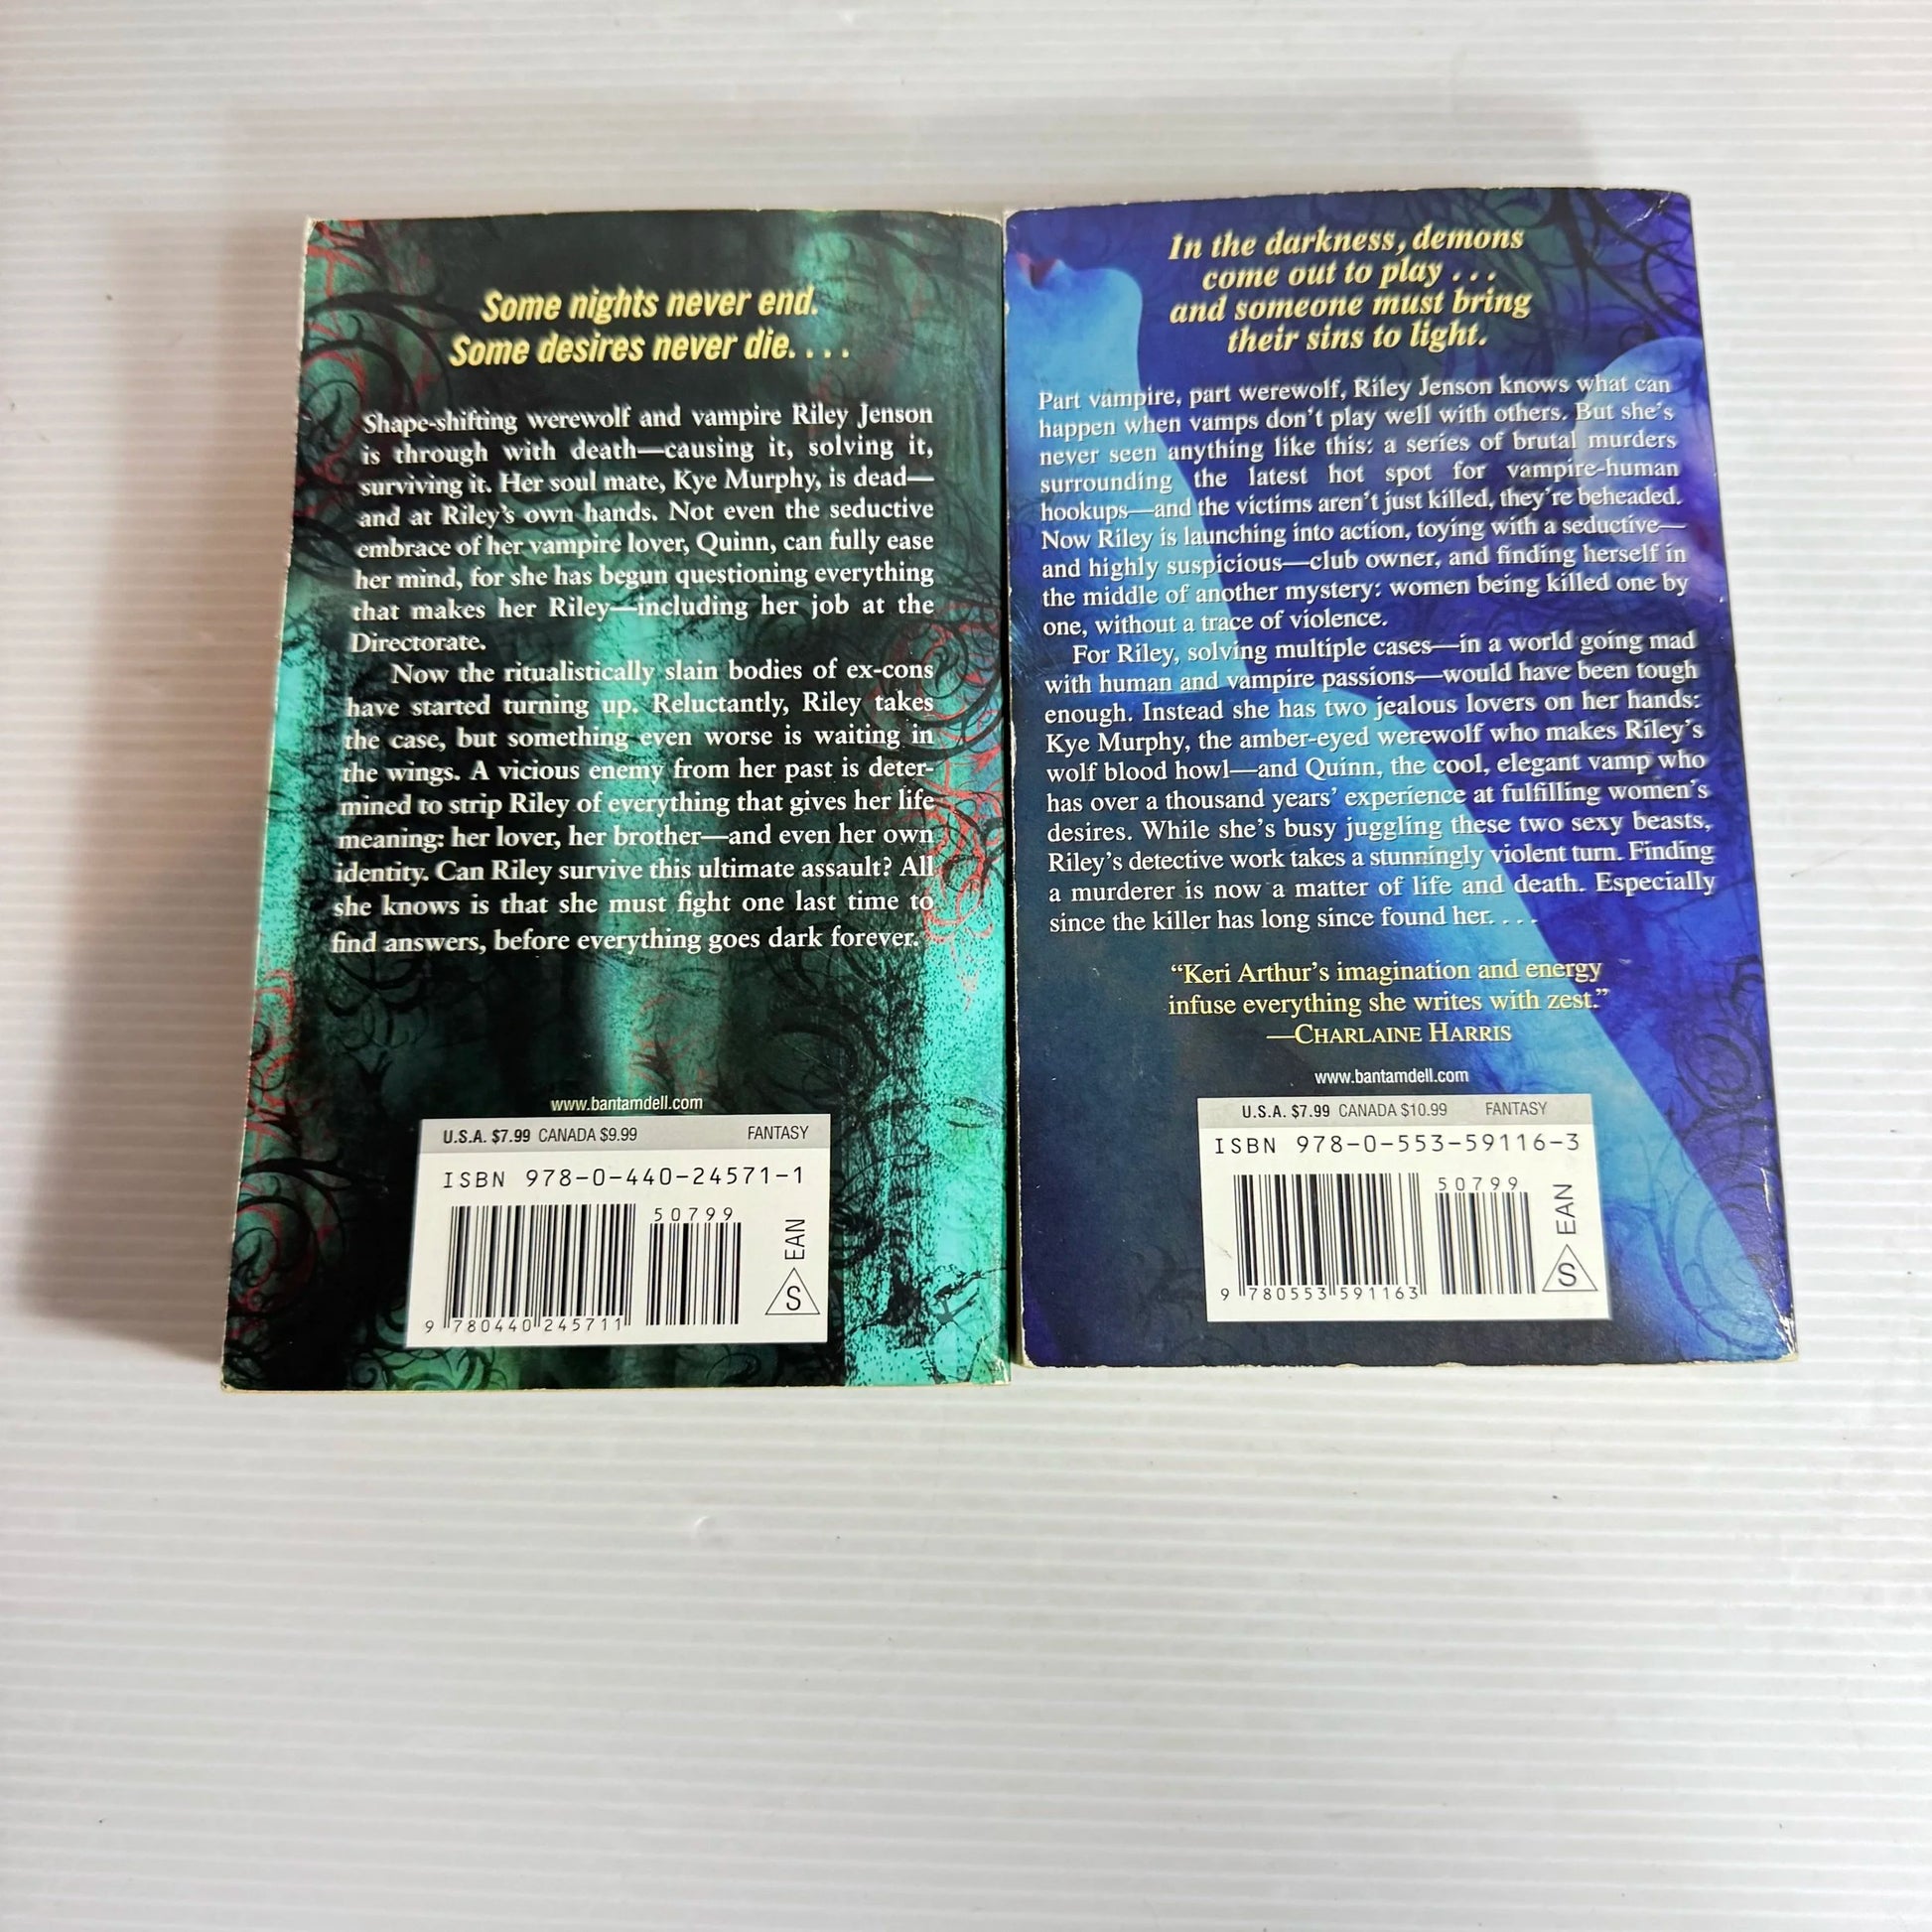 Some nights never end.
Some desires never die. . . .
Shape-shifting werewolf and vampire Riley Jenson
is through with death—causing it, solving it,
surviving it. Her soul mate, Kye Murphy, is dead—
and at Riley's own hands. Not even the seductive
embrace of her vampire lover, Quinn, can fully ease
her mind, for she has begun questioning everything
that makes her Riley—including her job at the
Directorate.
Now the ritualistically slain bodies of ex-cons
have started turning up. Reluctantly, Riley takes
the case, but something even worse is waiting in
the wings. A vicious enemy from her past is deter-
mined to strip Riley of everything that gives her life
meaning: her lover, her brother—and even her own
identity. Can Riley survive this ultimate assault? All
she knows is that she must fight one last time to
find answers, before everything goes dark forever.
www.bantamdell.com
U.S.A. $7.99 CANADA $9.99 FANTASY
ISBN 978-0-440-24571-1
50799
EAN
S
9 780440 245711
In the darkness, demons
come out to play . . .
and someone must bring
their sins to light.
Part vampire, part werewolf, Riley Jenson knows what can
happen when vamps don't play well with others. But she's
never seen anything like this: a series of brutal murders
surrounding the latest hot spot for vampire-human
hookups—and the victims aren't just killed, they're beheaded.
Now Riley is launching into action, toying with a seductive—
and highly suspicious—club owner, and finding herself in
the middle of another mystery: women being killed one by
one, without a trace of violence.
For Riley, solving multiple cases—in a world going mad
with human and vampire passions—would have been tough
enough. Instead she has two jealous lovers on her hands:
Kye Murphy, the amber-eyed werewolf who makes Riley's
wolf blood howl—and Quinn, the cool, elegant vamp who
has over a thousand years' experience at fulfilling women's
desires. While she's busy juggling these two sexy beasts,
Riley's detective work takes a stunningly violent turn. Finding
a murderer is now a matter of life and death. Especially
since the killer has long since found her. . . .
“Keri Arthur's imagination and energy
infuse everything she writes with zest.”
—CHARLAINE HARRIS
www.bantamdell.com
U.S.A. $7.99 CANADA $10.99 FANTASY
ISBN 978-0-553-59116-3
50799
EAN
S
9 780553 591163